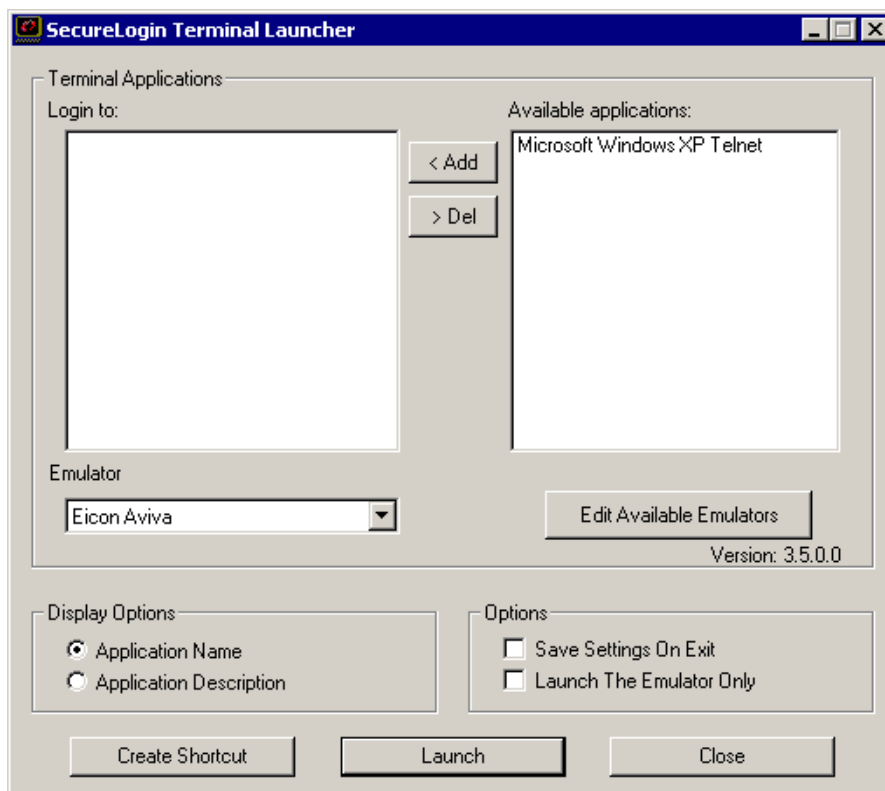 SecureLogin Terminal Launcher
Terminal Applications
Login to:
Available applications:
Microsoft Windows XP Telnet
< Add
> Del
Emulator
Eicon Aviva
Edit Available Emulators
Version: 3.5.0.0
Display Options
Application Name
Application Description
Options
Save Settings On Exit
Launch The Emulator Only
Create Shortcut
Launch
Close